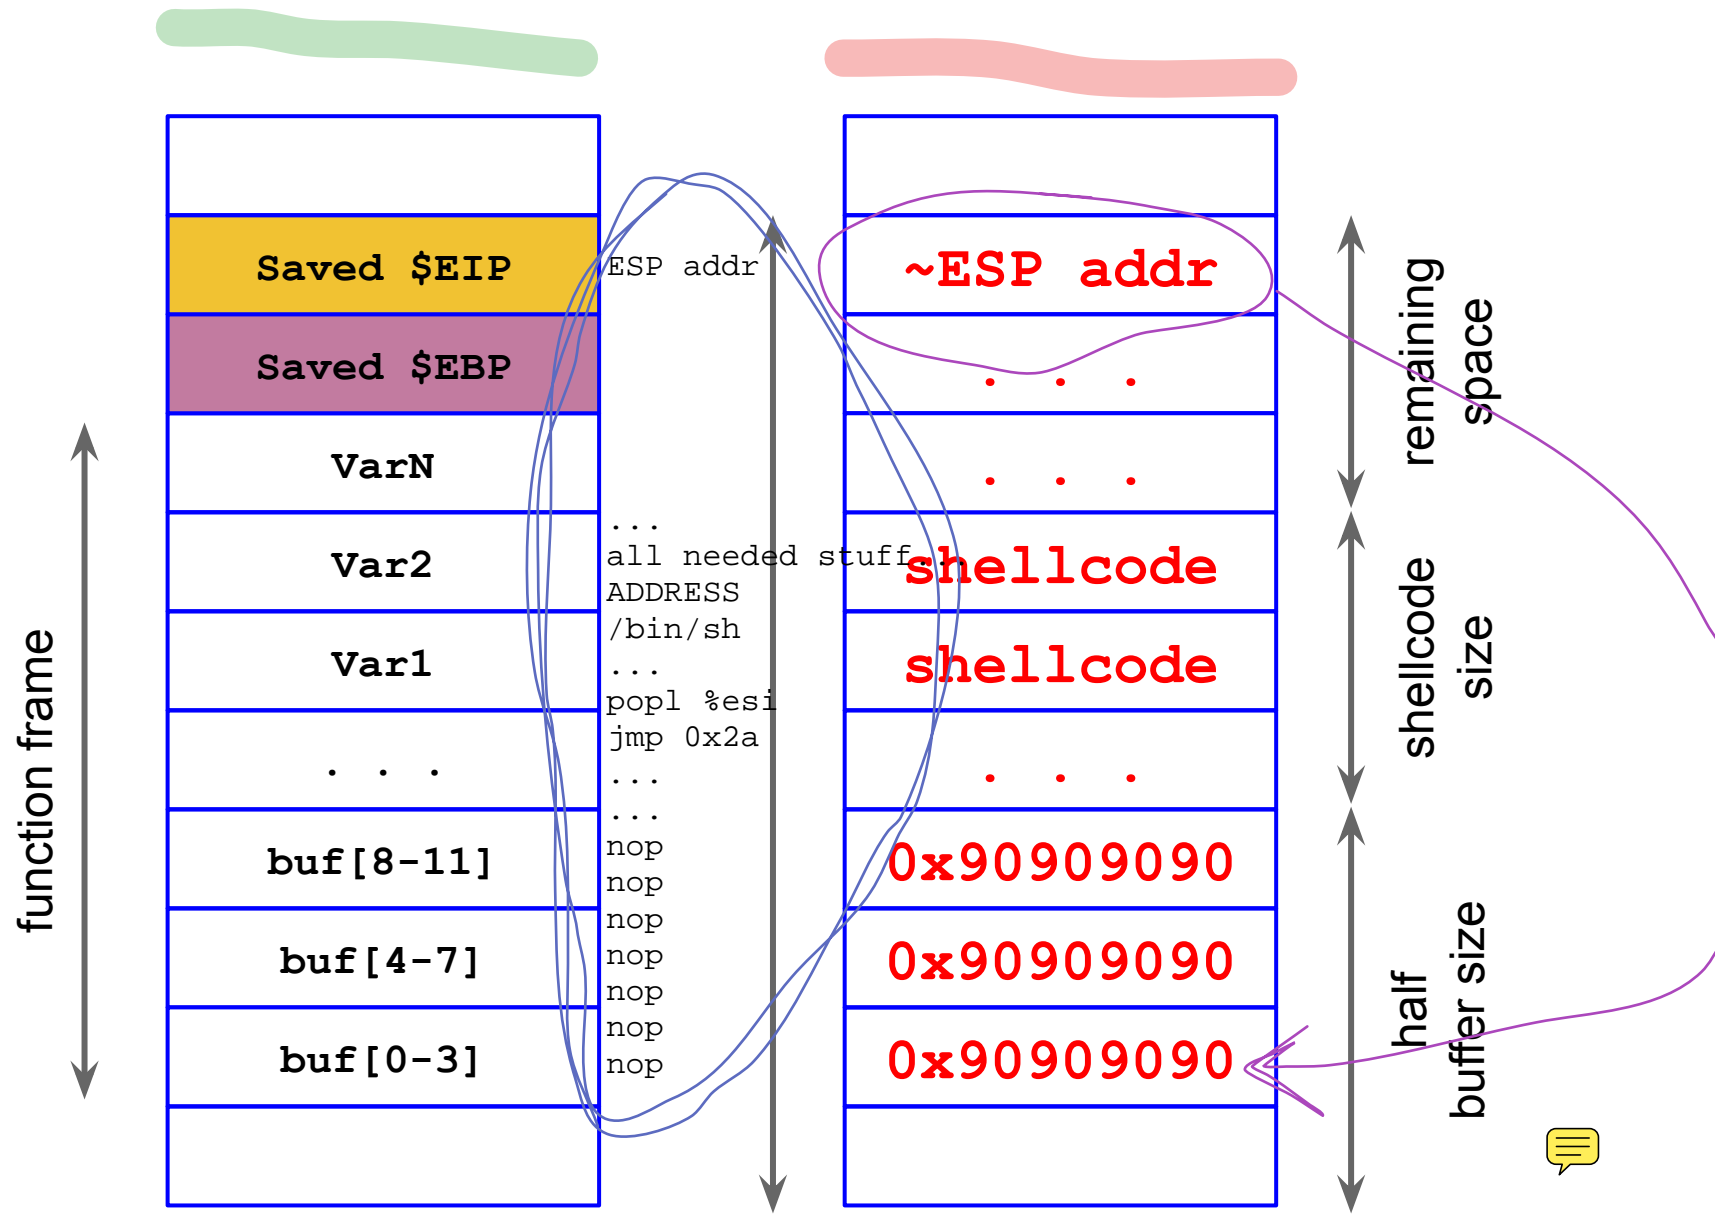 function frame
Saved $EIP
Saved $EBP
VarN
Var2
Var1
. . .
buf[8-11]
buf[4-7]
buf[0-3]
ESP addr
...
all needed stuff...
ADDRESS
/bin/sh
...
popl %esi
jmp 0x2a
...
...
nop
nop
nop
nop
nop
nop
nop
~ESP addr
. . .
. . .
shellcode
shellcode
. . .
0x90909090
0x90909090
0x90909090
remaining
space
shellcode
size
half
buffer size